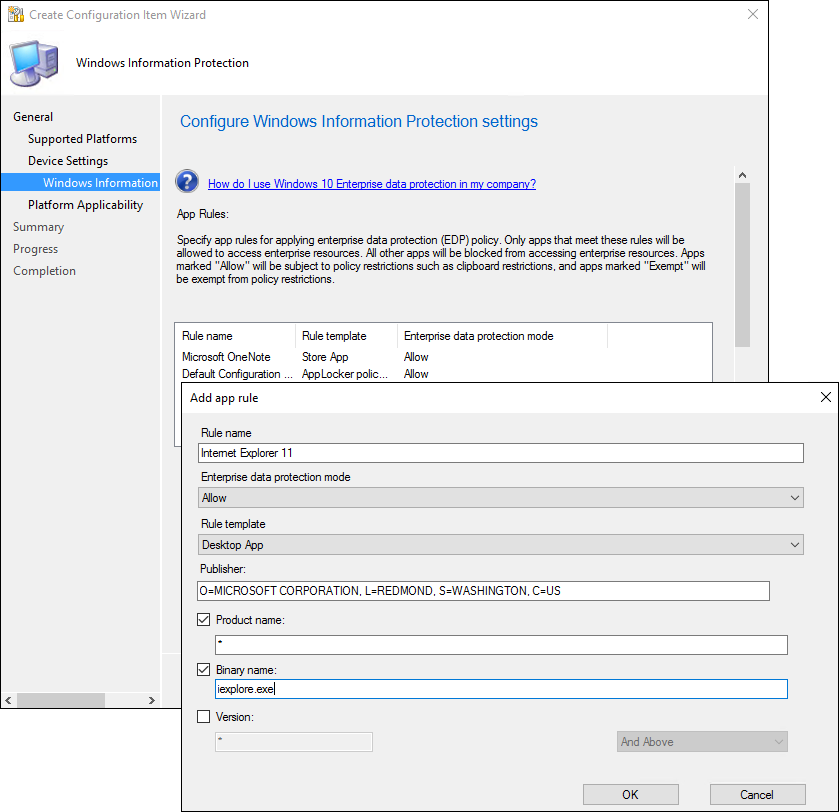 Create Configuration Item Wizard
Windows Information Protection
General
Supported Platforms
Device Settings
Windows Information
Platform Applicability
Summary
Progress
Completion
Configure Windows Information Protection settings
? How do I use Windows 10 Enterprise data protection in my company?
App Rules:
Specify app rules for applying enterprise data protection (EDP) policy. Only apps that meet these rules will be
allowed to access enterprise resources. All other apps will be blocked from accessing enterprise resources. Apps
marked "Allow" will be subject to policy restrictions such as clipboard restrictions, and apps marked "Exempt" will
be exempt from policy restrictions.
Rule name Rule template Enterprise data protection mode
Microsoft OneNote Store App Allow
Default Configuration ... AppLocker polic... Allow
Add app rule
Rule name
Internet Explorer 11
Enterprise data protection mode
Allow
Rule template
Desktop App
Publisher:
O=MICROSOFT CORPORATION, L=REDMOND, S=WASHINGTON, C=US
Product name:
*
Binary name:
iexplore.exe
Version:
* And Above
OK Cancel